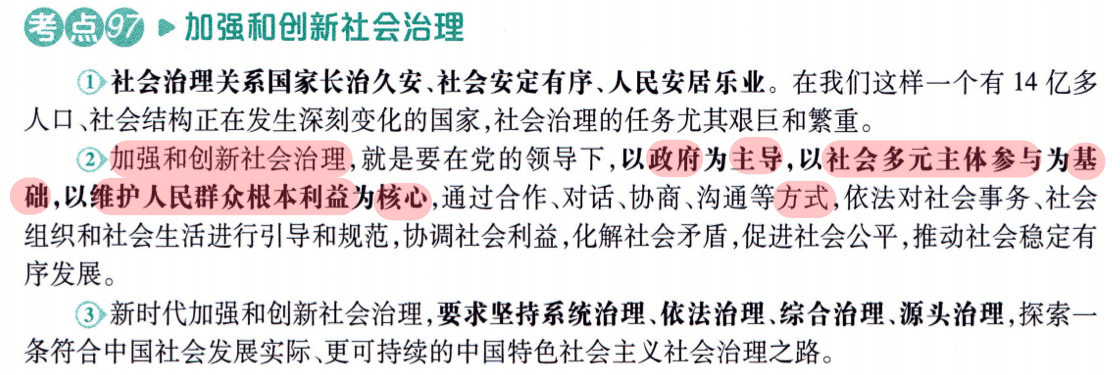 考点97▶加强和创新社会治理
①社会治理关系国家长治久安、社会安定有序、人民安居乐业。在我们这样一个有14亿多
人口、社会结构正在发生深刻变化的国家,社会治理的任务尤其艰巨和繁重。
②加强和创新社会治理,就是要在党的领导下,以政府为主导,以社会多元主体参与为基
础,以维护人民群众根本利益为核心,通过合作、对话、协商、沟通等方式,依法对社会事务、社会
组织和社会生活进行引导和规范,协调社会利益,化解社会矛盾,促进社会公平,推动社会稳定有
序发展。
③新时代加强和创新社会治理,要求坚持系统治理、依法治理、综合治理、源头治理,探索一
条符合中国社会发展实际、更可持续的中国特色社会主义社会治理之路。